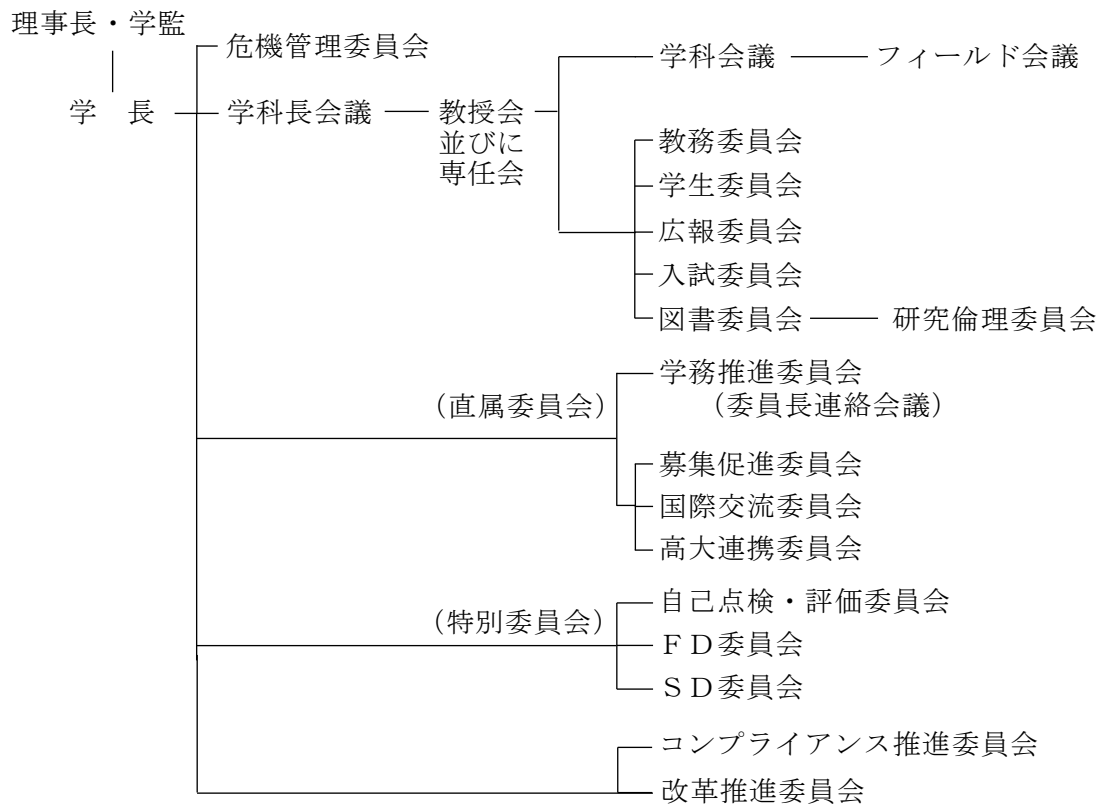 理事長・学監
危機管理委員会
学科会議
フィールド会議
学　長
学科長会議
教授会
並びに
専任会
教務委員会
学生委員会
広報委員会
入試委員会
図書委員会
研究倫理委員会
学務推進委員会
（直属委員会）
（委員長連絡会議）
募集促進委員会
国際交流委員会
高大連携委員会
自己点検・評価委員会
（特別委員会）
ＦＤ委員会
ＳＤ委員会
コンプライアンス推進委員会
改革推進委員会